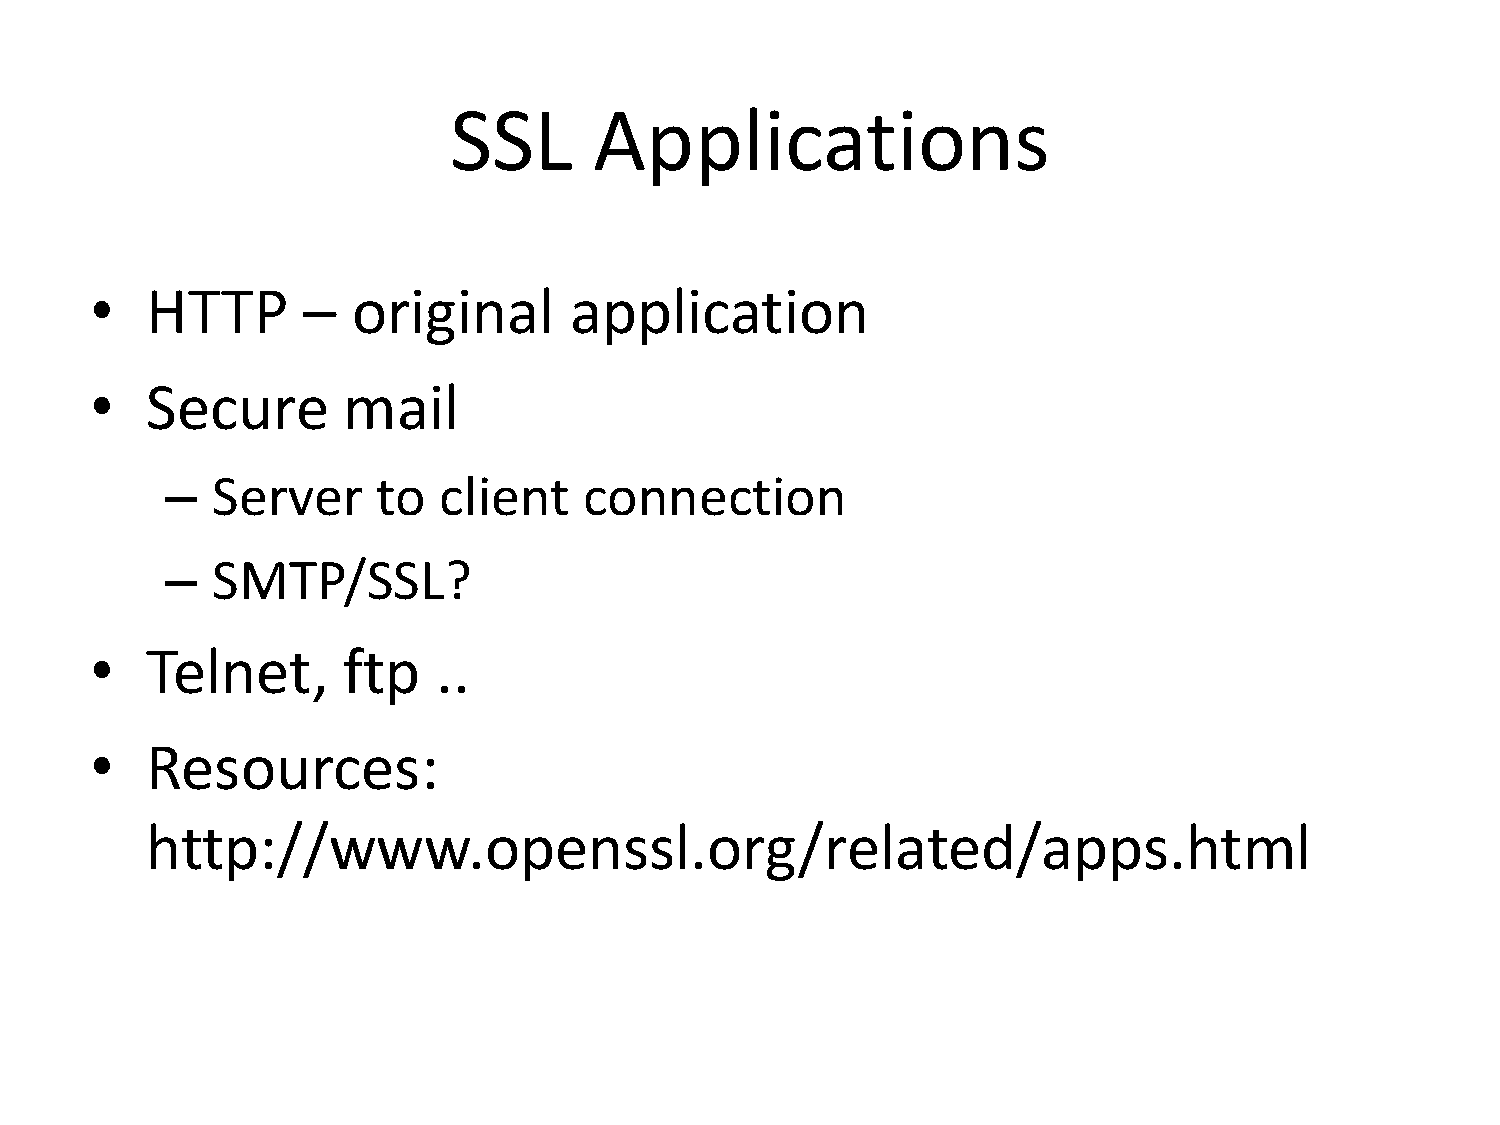 SSL Applications
• HTTP – original application
• Secure mail
– Server to client connection
– SMTP/SSL?
• Telnet, ftp ..
• Resources:
http://www.openssl.org/related/apps.html